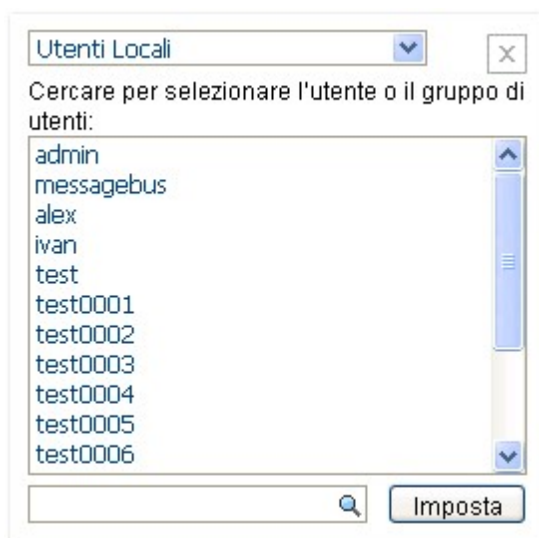 Utenti Locali
Cercare per selezionare l'utente o il gruppo di
utenti:
admin
messagebus
alex
ivan
test
test0001
test0002
test0003
test0004
test0005
test0006
Imposta